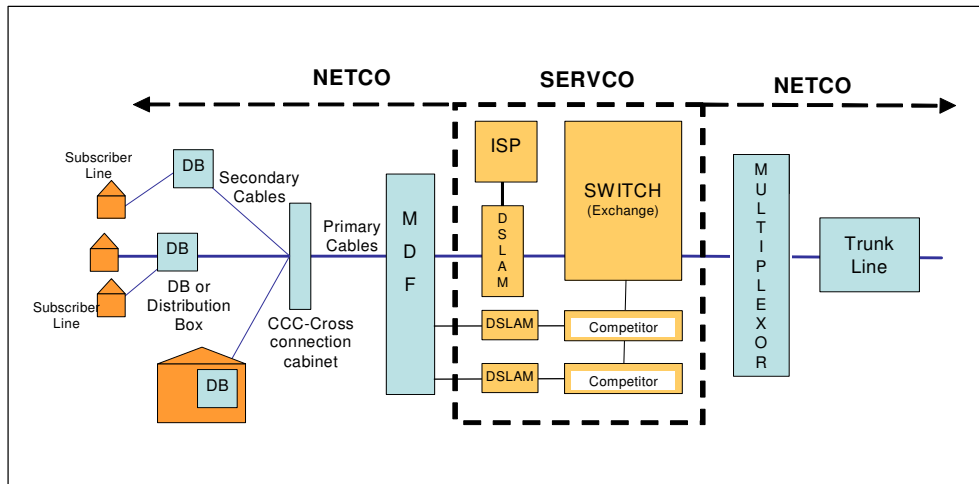 NETCO
SERVCO
NETCO
Subscriber
Line
DB
Secondary
Cables
Primary
Cables
DB
Subscriber
Line
DB or
Distribution
Box
CCC-Cross
connection
cabinet
DB
M
D
F
ISP
D
S
L
A
M
SWITCH
(Exchange)
DSLAM
Competitor
DSLAM
Competitor
M
U
L
T
I
P
L
E
X
O
R
Trunk
Line